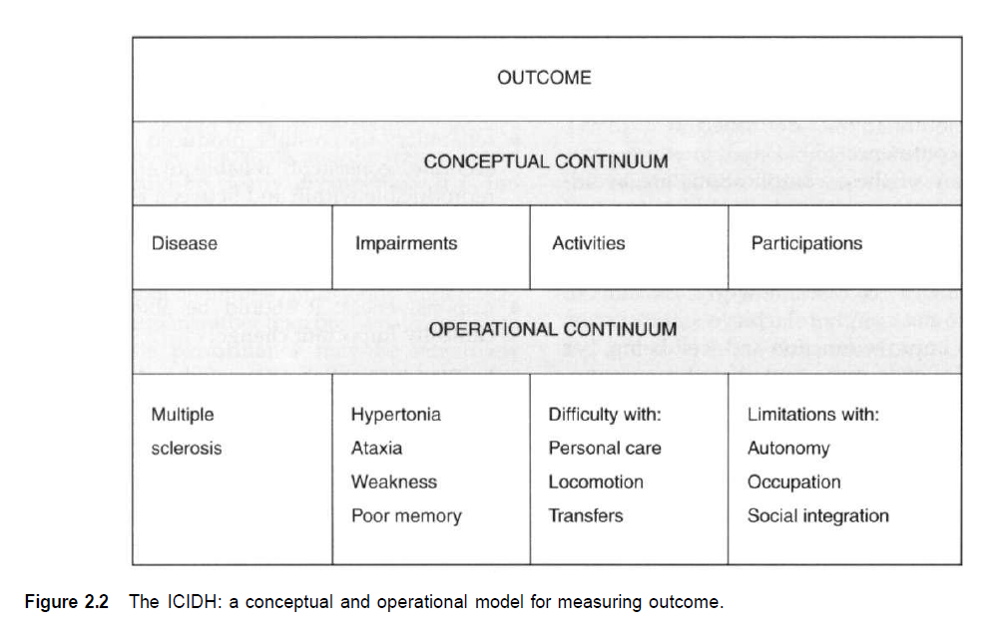 OUTCOME
CONCEPTUAL CONTINUUM
Disease Impairments Activities Participations
OPERATIONAL CONTINUUM
Multiple Hypertonia Difficulty with: Limitations with:
sclerosis Ataxia Personal care Autonomy
Weakness Locomotion Occupation
Poor memory Transfers Social integration
Figure 2.2 The ICIDH: a conceptual and operational model for measuring outcome.